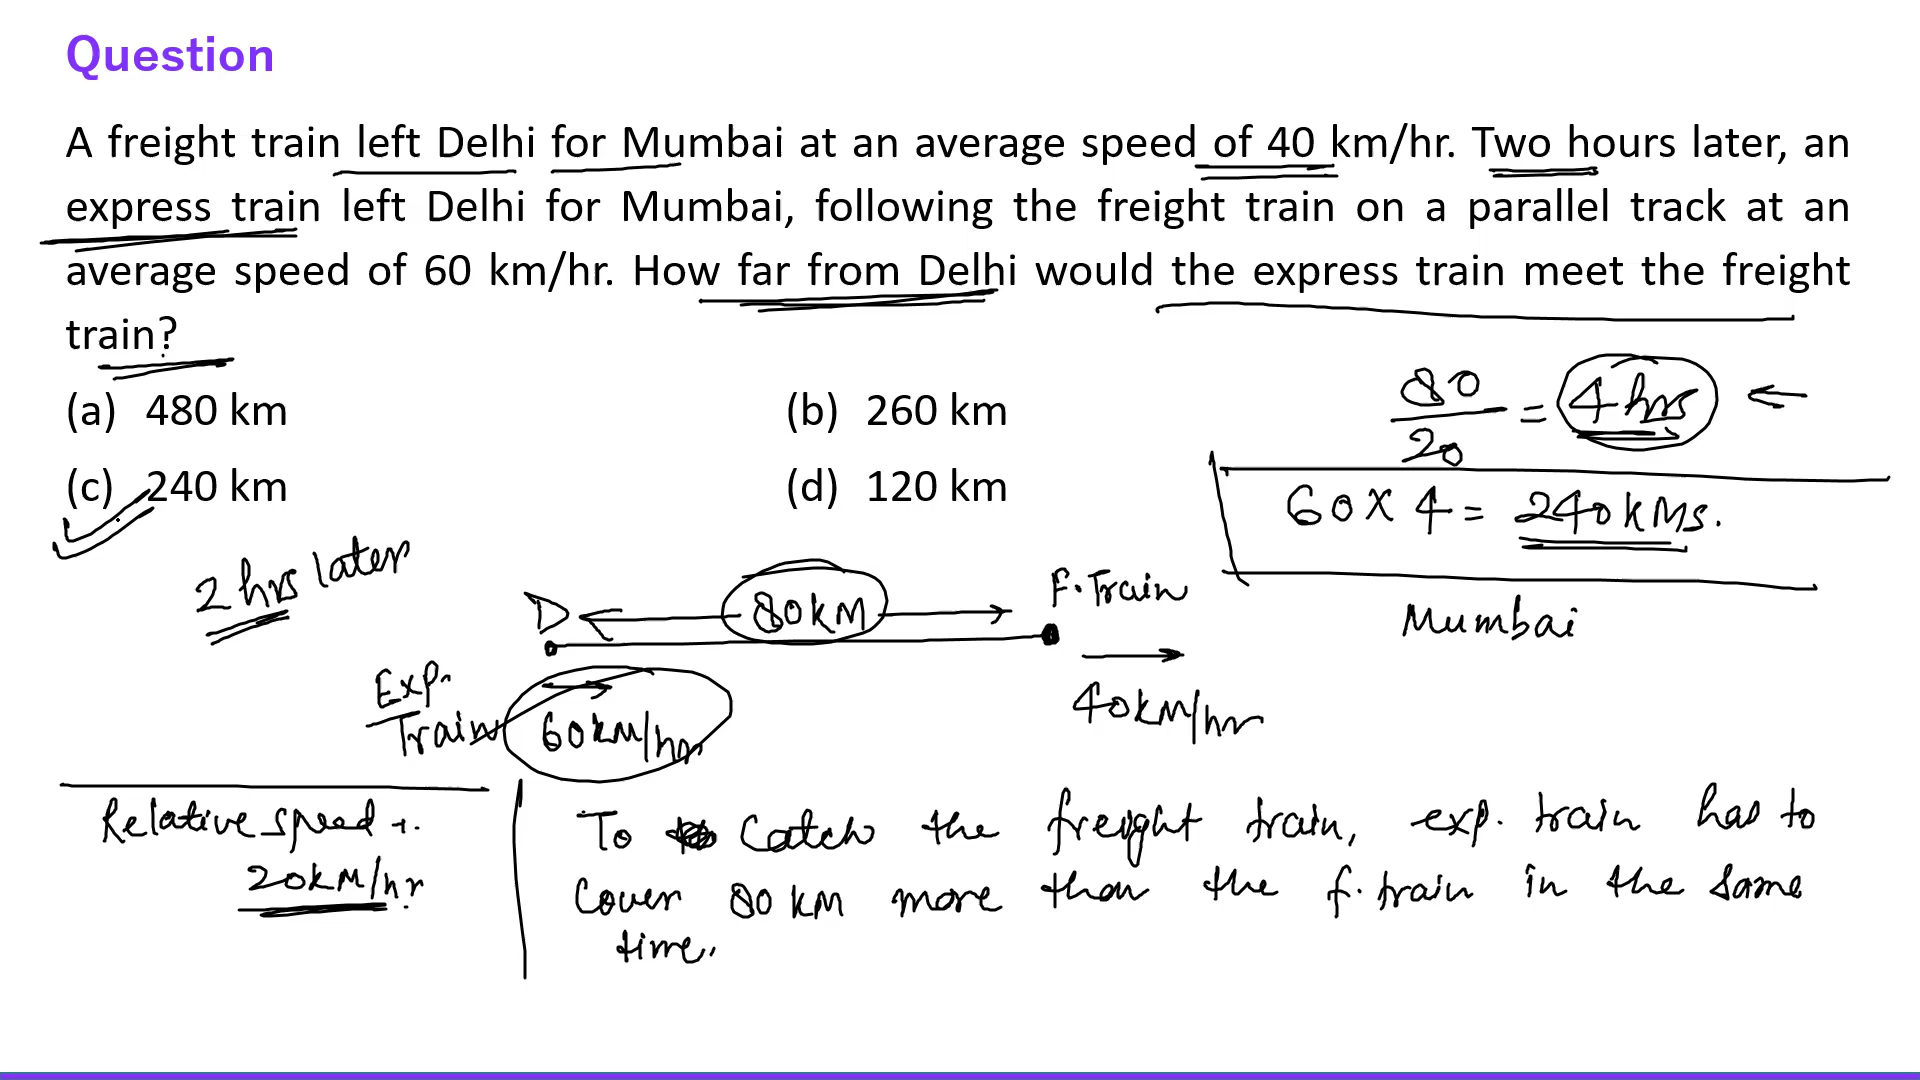 Question
A freight train left Delhi for Mumbai at an average speed of 40 km/hr. Two hours later, an
express train left Delhi for Mumbai, following the freight train on a parallel track at an
average speed of 60 km/hr. How far from Delhi would the express train meet the freight
train?
(a) 480 km (b) 260 km
(c) 240 km (d) 120 km
80/20 = 4 hrs
60 x 4 = 240 KMs.
2 hrs later
D 80 KM F. Train
Mumbai
Exp. Train 60 KM/hr
40 KM/hr
Relative speed
20 KM/hr
To catch the freight train, exp. train has to
cover 80 KM more than the f. train in the same
time.